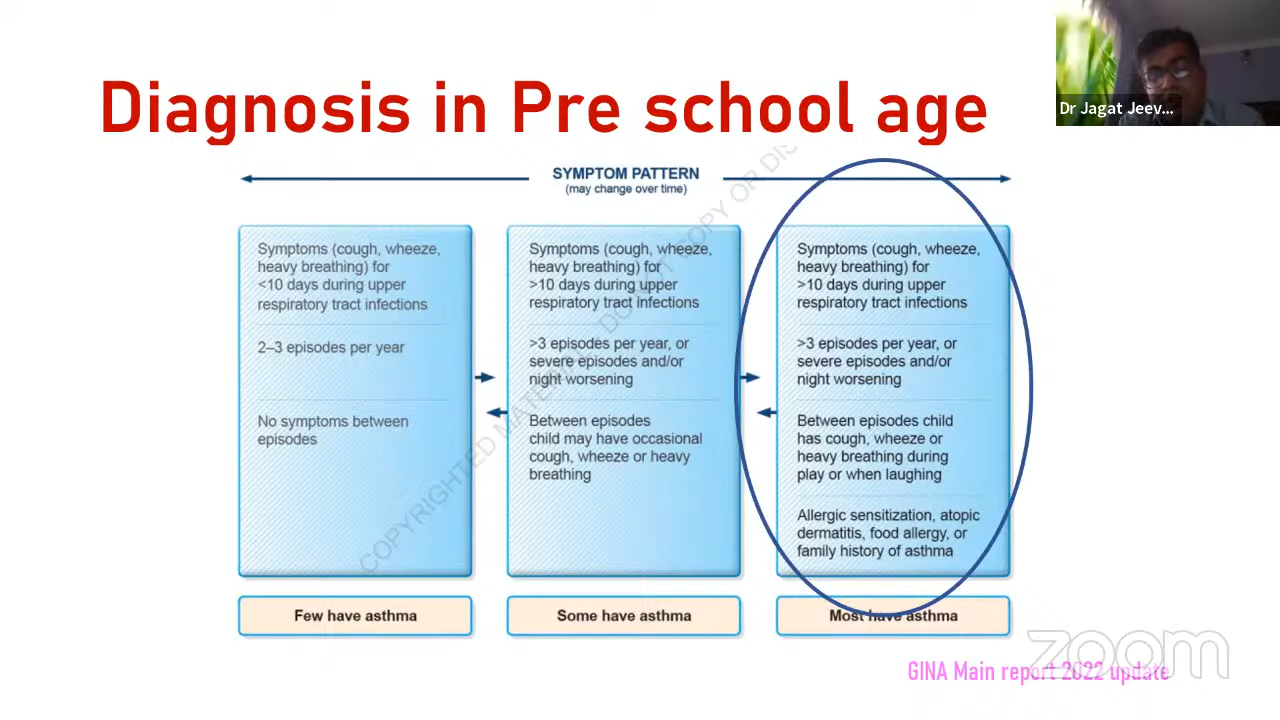 Diagnosis in Pre school age
Dr Jagat Jeev...
SYMPTOM PATTERN
(may change over time)
Symptoms (cough, wheeze,
heavy breathing) for
<10 days during upper
respiratory tract infections
2–3 episodes per year
No symptoms between
episodes
Few have asthma
Symptoms (cough, wheeze,
heavy breathing) for
>10 days during upper
respiratory tract infections
>3 episodes per year, or
severe episodes and/or
night worsening
Between episodes
child may have occasional
cough, wheeze or heavy
breathing
Some have asthma
Symptoms (cough, wheeze,
heavy breathing) for
>10 days during upper
respiratory tract infections
>3 episodes per year, or
severe episodes and/or
night worsening
Between episodes child
has cough, wheeze or
heavy breathing during
play or when laughing
Allergic sensitization, atopic
dermatitis, food allergy, or
family history of asthma
Most have asthma
COPYRIGHTED MATERIAL - DO NOT COPY OR
GINA Main report 2022 update
zoom